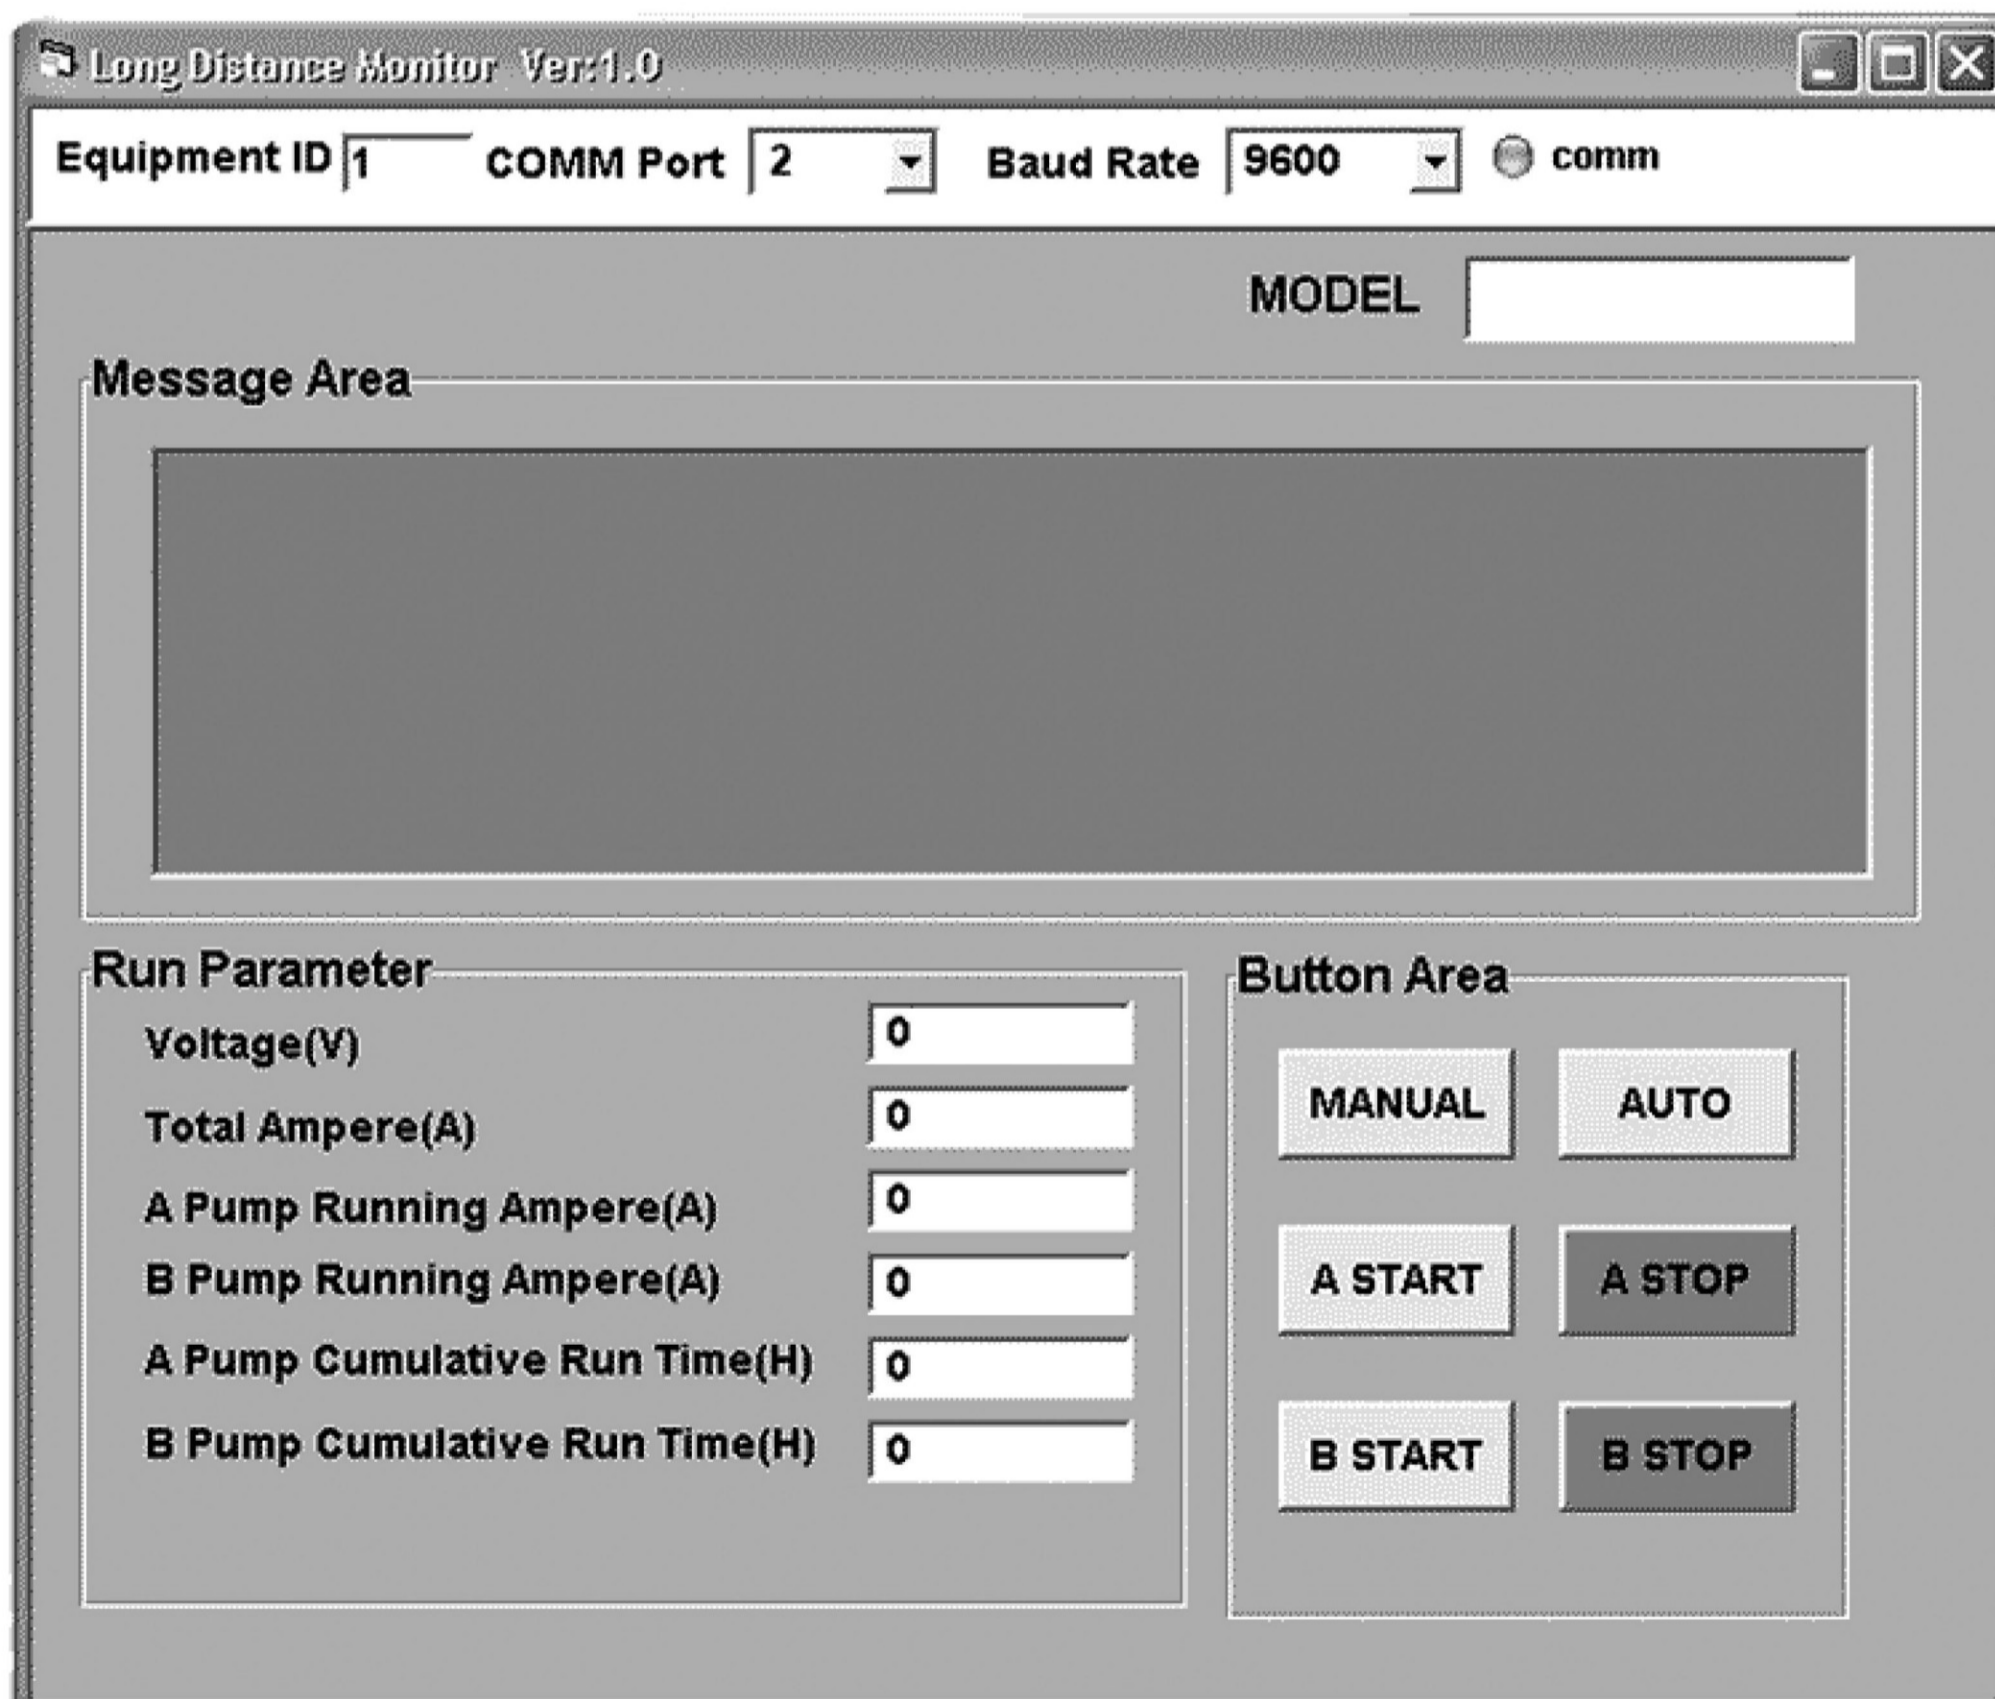 Long Distance Monitor Ver:1.0
Equipment ID 1 COMM Port 2 Baud Rate 9600 comm
MODEL
Message Area
Run Parameter
Voltage(V) 0
Total Ampere(A) 0
A Pump Running Ampere(A) 0
B Pump Running Ampere(A) 0
A Pump Cumulative Run Time(H) 0
B Pump Cumulative Run Time(H) 0
Button Area
MANUAL AUTO
A START A STOP
B START B STOP